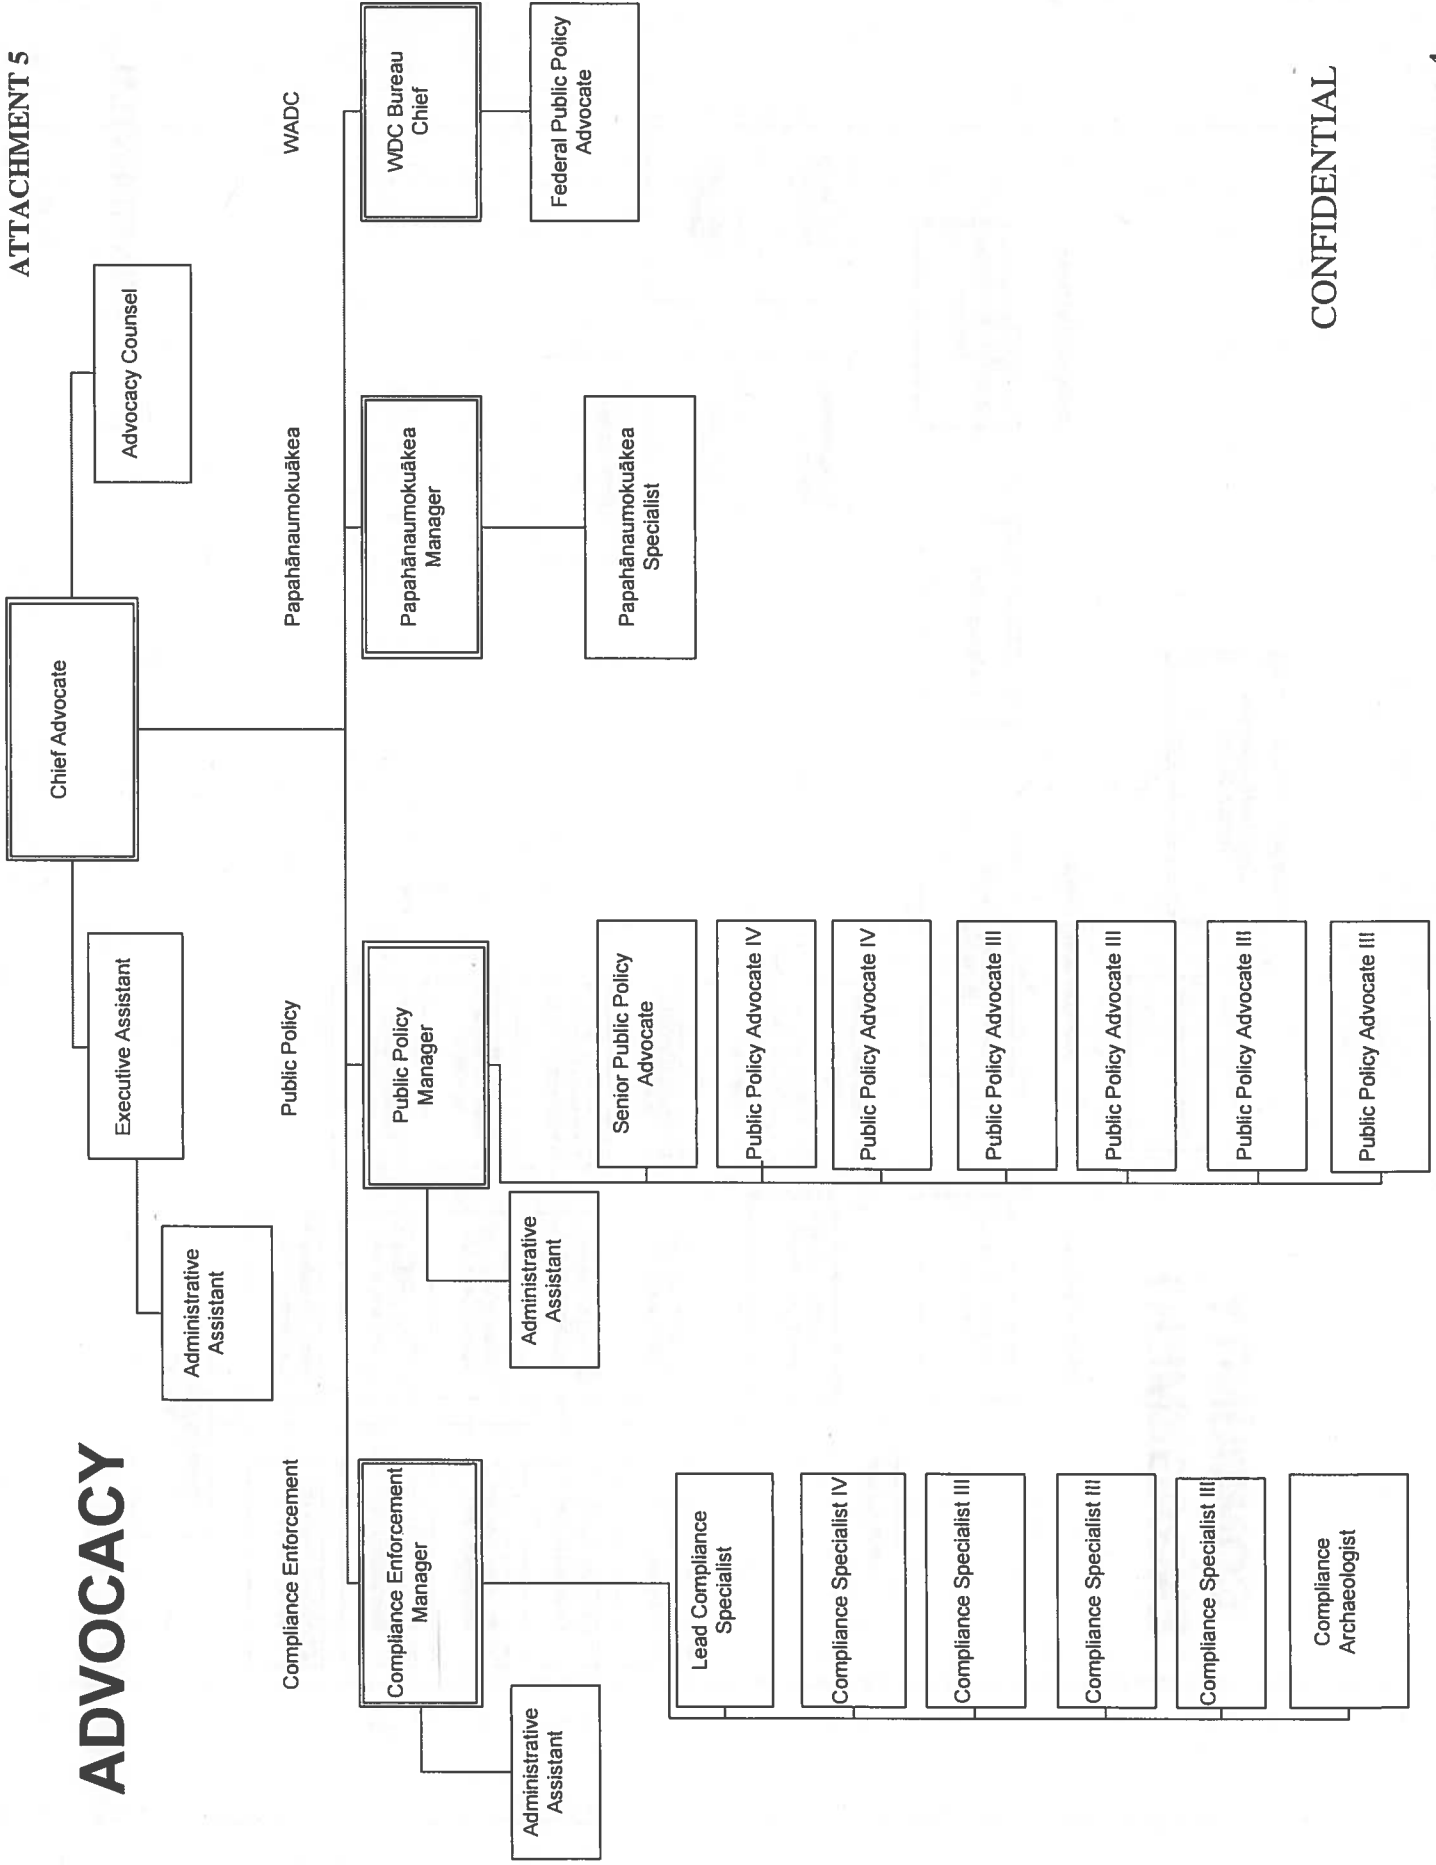 ATTACHMENT 5
ADVOCACY
Chief Advocate
Executive Assistant
Advocacy Counsel
Administrative
Assistant
Compliance Enforcement
Public Policy
Papahānaumokuākea
WADC
Compliance Enforcement
Manager
Public Policy
Manager
Papahānaumokuākea
Manager
WDC Bureau
Chief
Administrative
Assistant
Administrative
Assistant
Papahānaumokuākea
Specialist
Federal Public Policy
Advocate
Lead Compliance
Specialist
Compliance Specialist IV
Compliance Specialist III
Compliance Specialist III
Compliance Specialist III
Compliance
Archaeologist
Senior Public Policy
Advocate
Public Policy Advocate IV
Public Policy Advocate IV
Public Policy Advocate III
Public Policy Advocate III
Public Policy Advocate III
Public Policy Advocate III
CONFIDENTIAL